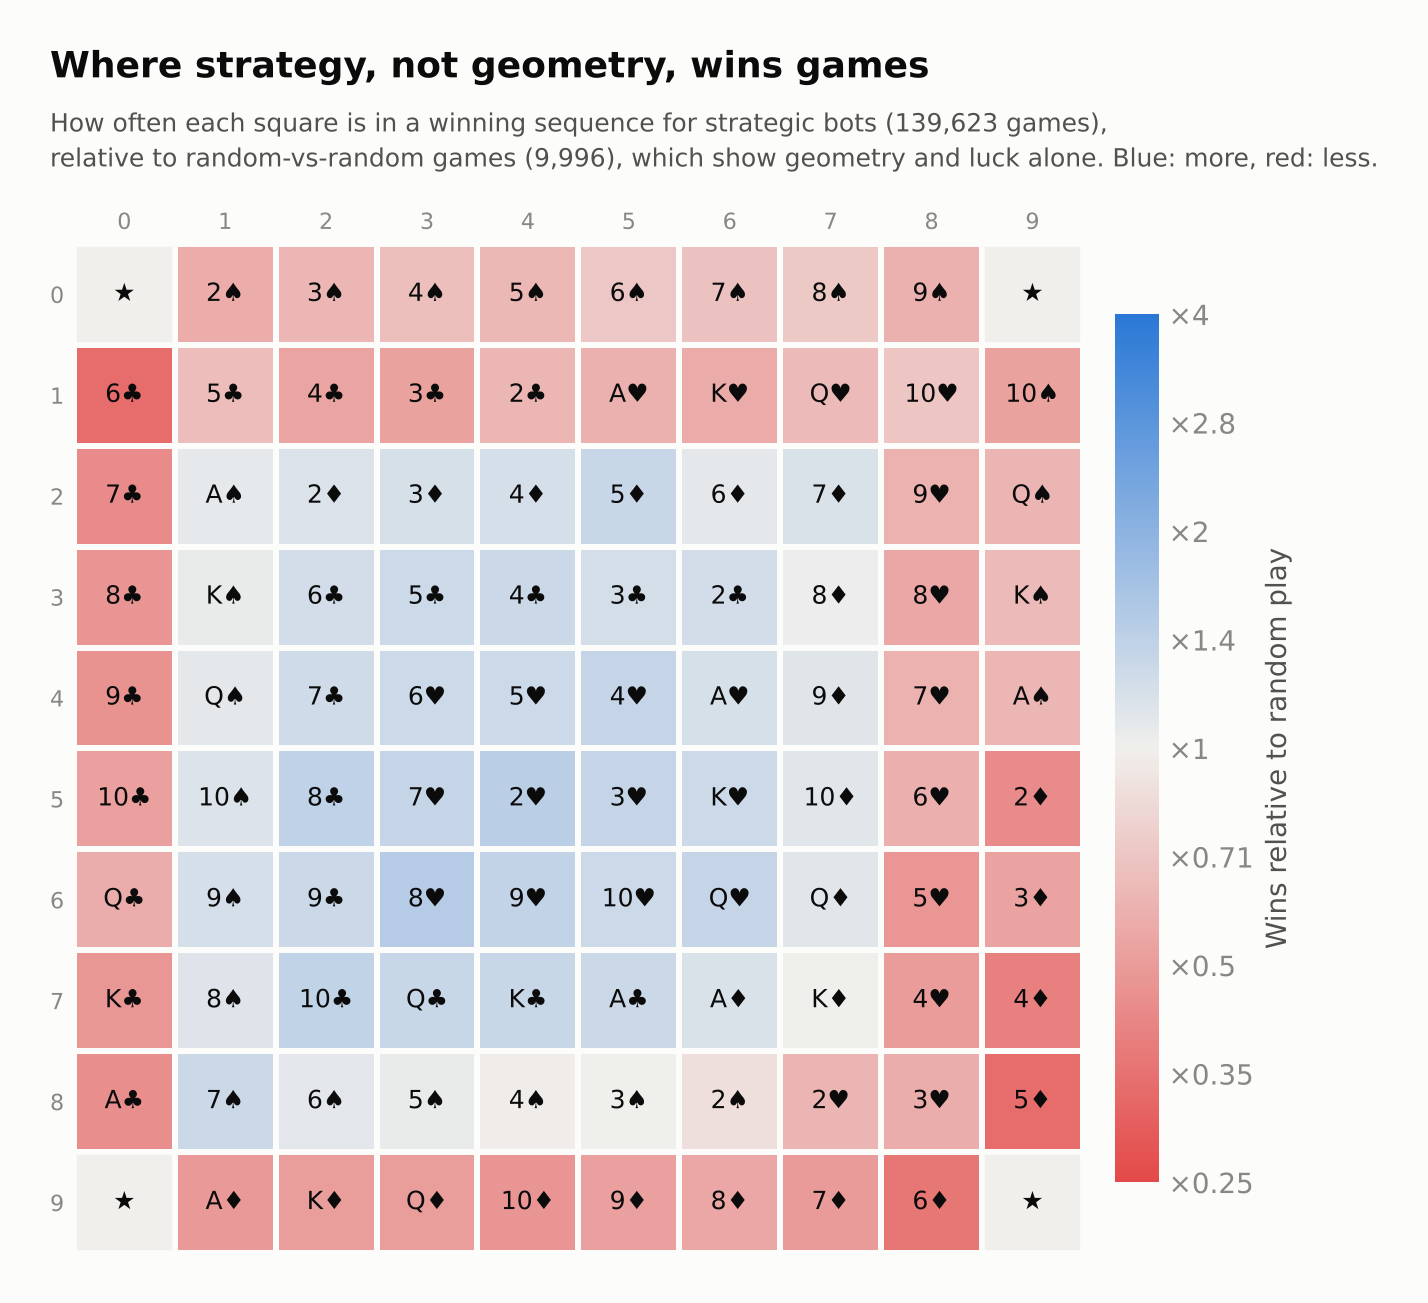 Where strategy, not geometry, wins games
How often each square is in a winning sequence for strategic bots (139,623 games),
relative to random-vs-random games (9,996), which show geometry and luck alone. Blue: more, red: less.
0 1 2 3 4 5 6 7 8 9
0 ★ 2♠ 3♠ 4♠ 5♠ 6♠ 7♠ 8♠ 9♠ ★
1 6♣ 5♣ 4♣ 3♣ 2♣ A♥ K♥ Q♥ 10♥ 10♠
2 7♣ A♠ 2♦ 3♦ 4♦ 5♦ 6♦ 7♦ 9♥ Q♠
3 8♣ K♠ 6♣ 5♣ 4♣ 3♣ 2♣ 8♦ 8♥ K♠
4 9♣ Q♠ 7♣ 6♥ 5♥ 4♥ A♥ 9♦ 7♥ A♠
5 10♣ 10♠ 8♣ 7♥ 2♥ 3♥ K♥ 10♦ 6♥ 2♦
6 Q♣ 9♠ 9♣ 8♥ 9♥ 10♥ Q♥ Q♦ 5♥ 3♦
7 K♣ 8♠ 10♣ Q♣ K♣ A♣ A♦ K♦ 4♥ 4♦
8 A♣ 7♠ 6♠ 5♠ 4♠ 3♠ 2♠ 2♥ 3♥ 5♦
9 ★ A♦ K♦ Q♦ 10♦ 9♦ 8♦ 7♦ 6♦ ★
×4
×2.8
×2
×1.4
×1
×0.71
×0.5
×0.35
×0.25
Wins relative to random play